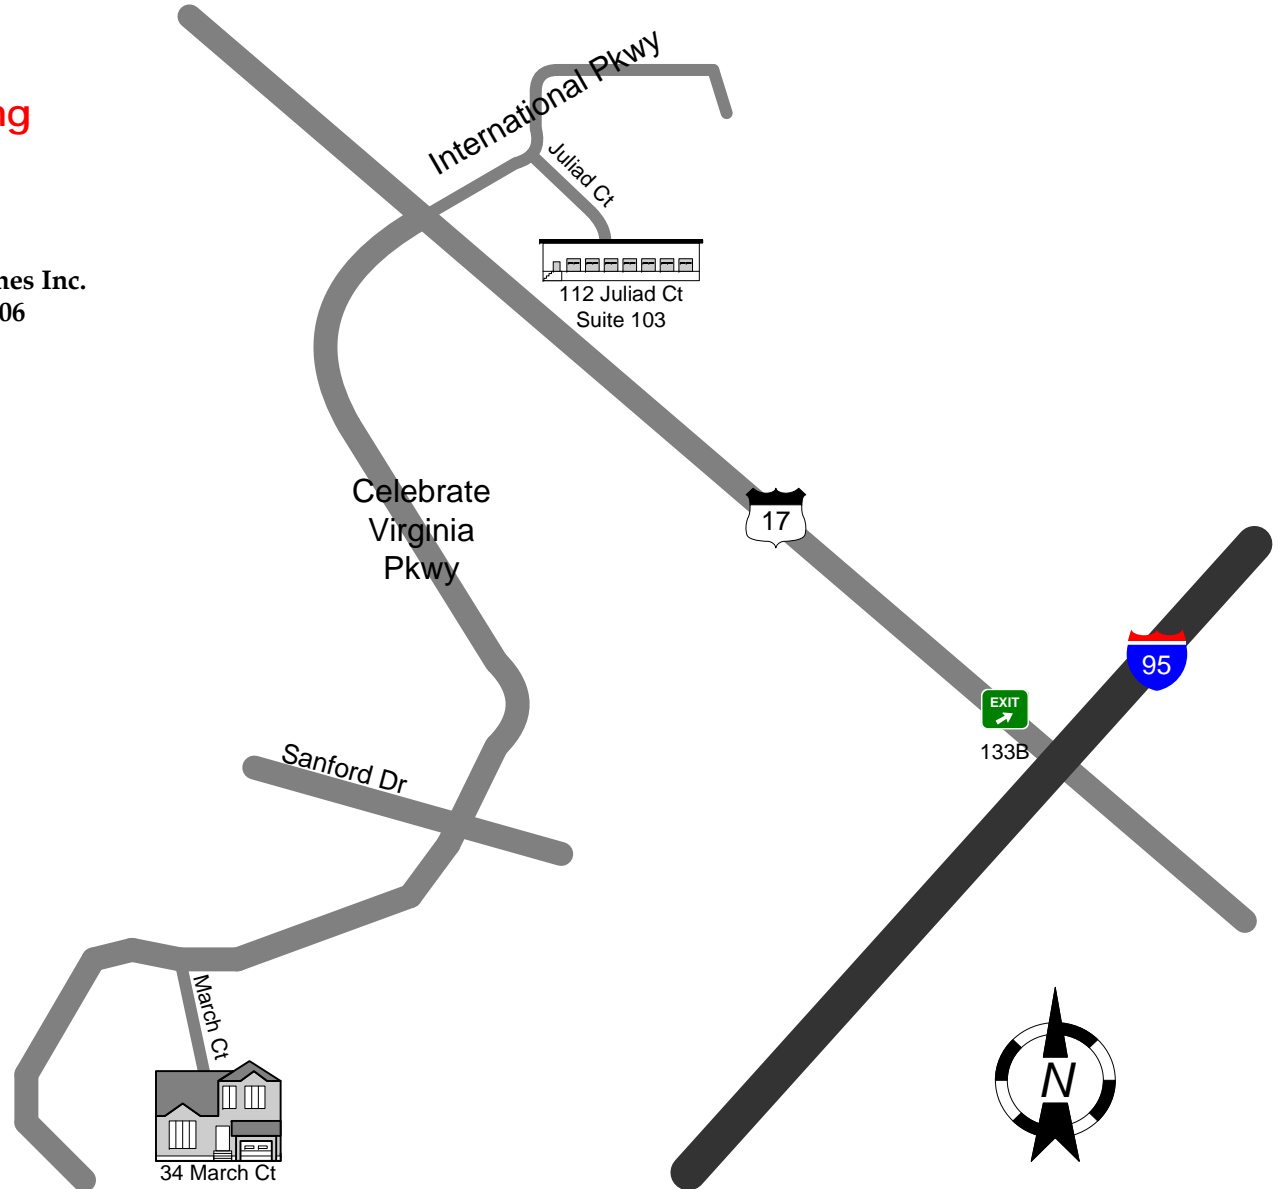 International Pkwy
ng
Juliad Ct
nes Inc.
06
112 Juliad Ct
Suite 103
Celebrate
Virginia
Pkwy
17
95
EXIT
133B
Sanford Dr
March Ct
N
34 March Ct